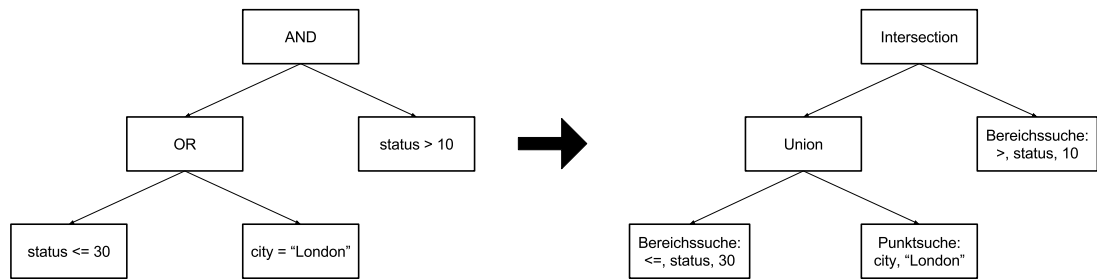 AND
OR
status > 10
status <= 30
city = “London”
Intersection
Union
Bereichssuche:
>, status, 10
Bereichssuche:
<=, status, 30
Punktsuche:
city, “London”